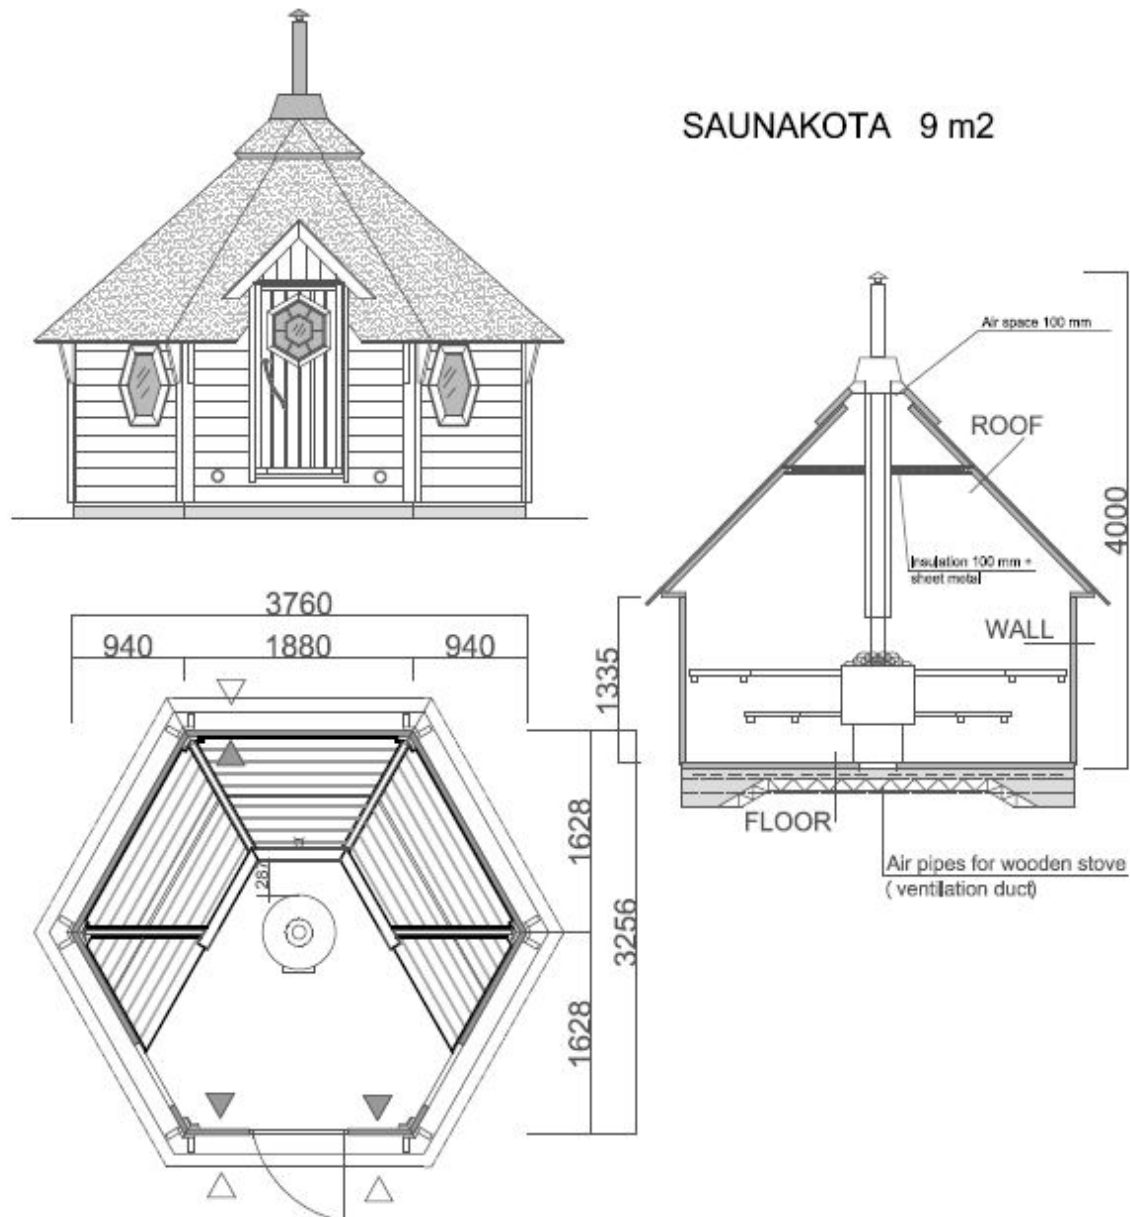 SAUNAKOTA 9 m2
Air space 100 mm
ROOF
4000
Insulation 100 mm +
sheet metal
3760
940
1880
940
WALL
1335
FLOOR
Air pipes for wooden stove
( ventilation duct)
287
1628
3256
1628